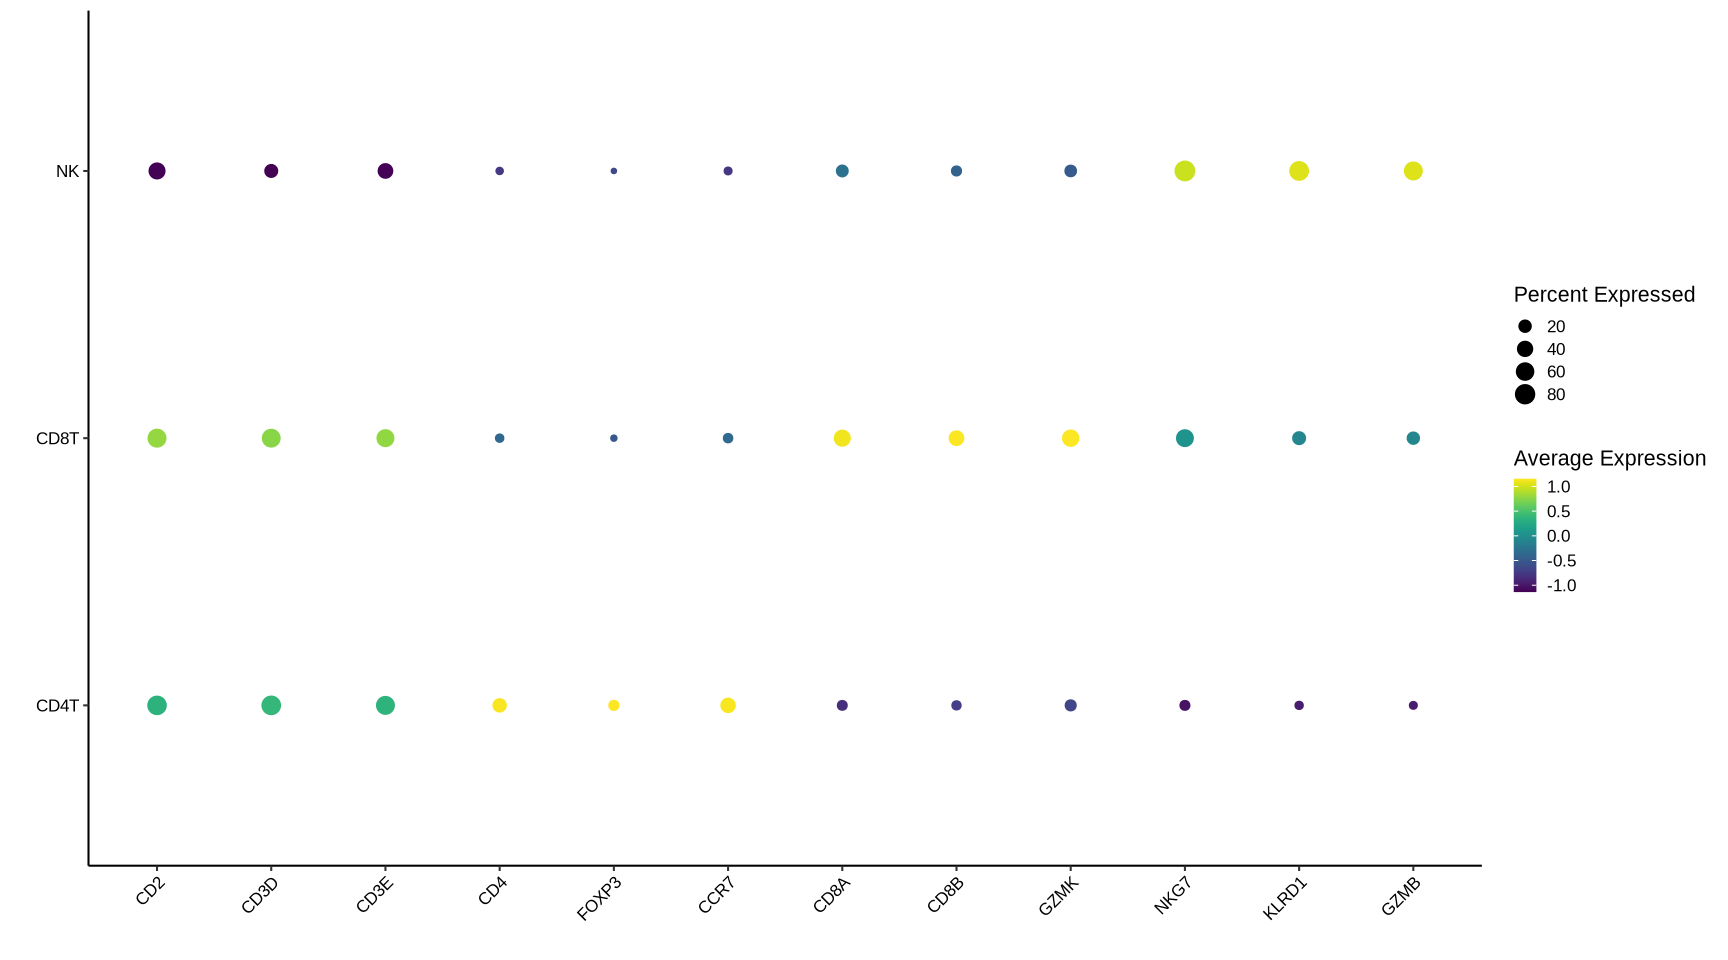 NK
CD8T
CD4T
CD2
CD3D
CD3E
CD4
FOXP3
CCR7
CD8A
CD8B
GZMK
NKG7
KLRD1
GZMB
Percent Expressed
20
40
60
80
Average Expression
1.0
0.5
0.0
-0.5
-1.0